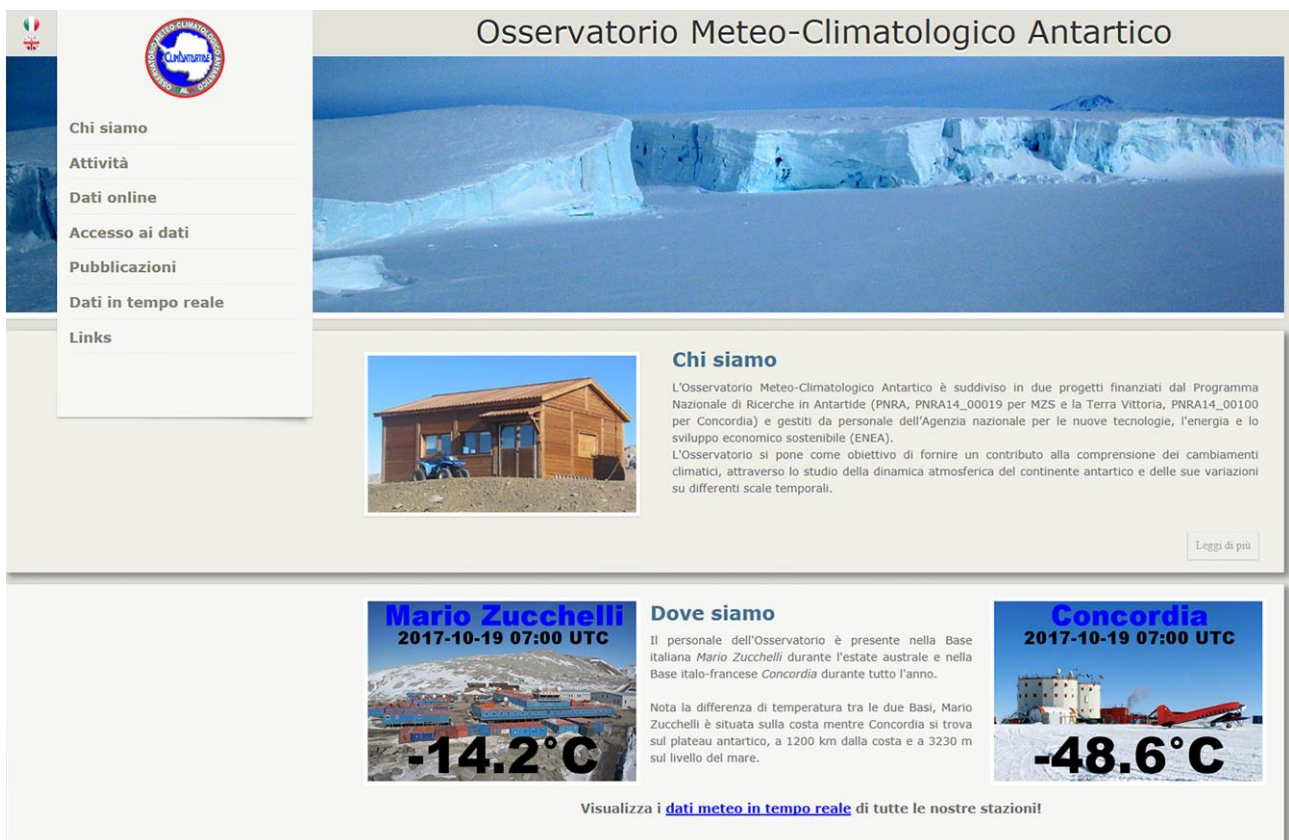 Osservatorio Meteo-Climatologico Antartico
OSSERVATORIO METEO-CLIMATOLOGICO ANTARTICO
CLIMANTARTIDE
Chi siamo
Attività
Dati online
Accesso ai dati
Pubblicazioni
Dati in tempo reale
Links
Chi siamo
L'Osservatorio Meteo-Climatologico Antartico è suddiviso in due progetti finanziati dal Programma
Nazionale di Ricerche in Antartide (PNRA, PNRA14_00019 per MZS e la Terra Vittoria, PNRA14_00100
per Concordia) e gestiti da personale dell'Agenzia nazionale per le nuove tecnologie, l'energia e lo
sviluppo economico sostenibile (ENEA).
L'Osservatorio si pone come obiettivo di fornire un contributo alla comprensione dei cambiamenti
climatici, attraverso lo studio della dinamica atmosferica del continente antartico e delle sue variazioni
su differenti scale temporali.
Leggi di più
Mario Zucchelli
2017-10-19 07:00 UTC
-14.2°C
Dove siamo
Il personale dell'Osservatorio è presente nella Base
italiana Mario Zucchelli durante l'estate australe e nella
Base italo-francese Concordia durante tutto l'anno.
Nota la differenza di temperatura tra le due Basi, Mario
Zucchelli è situata sulla costa mentre Concordia si trova
sul plateau antartico, a 1200 km dalla costa e a 3230 m
sul livello del mare.
Concordia
2017-10-19 07:00 UTC
-48.6°C
Visualizza i dati meteo in tempo reale di tutte le nostre stazioni!